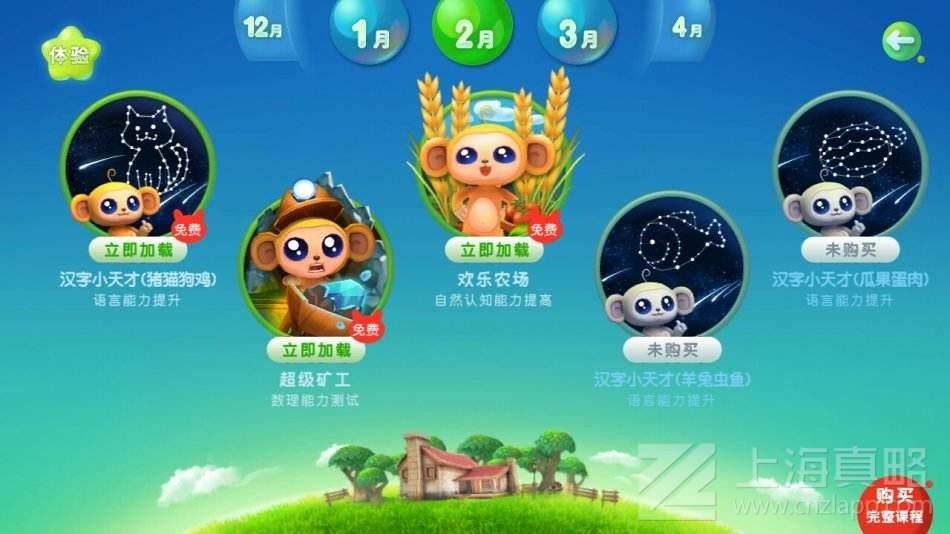 12月
1月
2月
3月
4月
体验
免费
立即加载
汉字小天才(猪猫狗鸡)
语言能力提升
免费
立即加载
超级矿工
数理能力测试
免费
立即加载
欢乐农场
自然认知能力提高
未购买
汉字小天才(羊兔虫鱼)
语言能力提升
未购买
汉字小天才(瓜果蛋肉)
语言能力提升
上海真略
www.cnzlapp.com
购买
完整课程